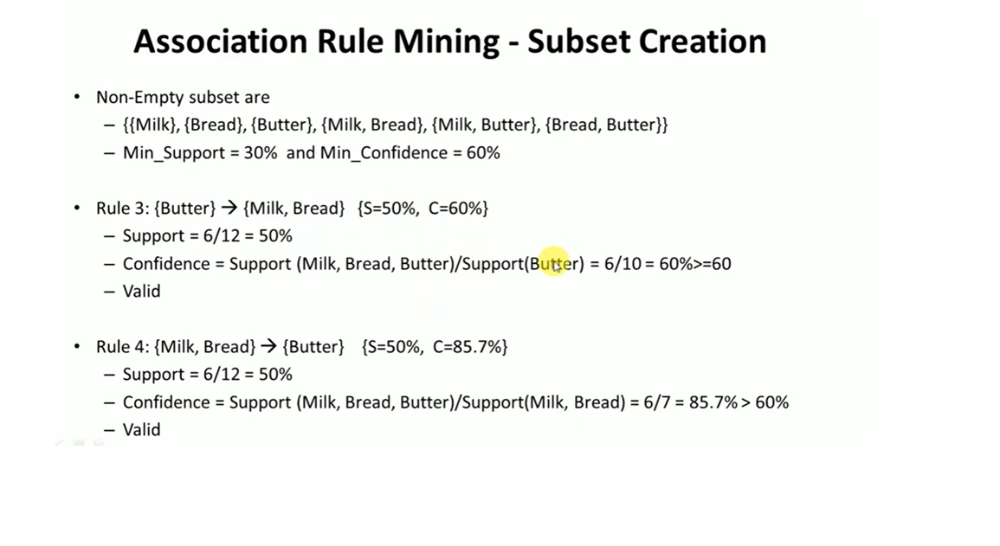 Association Rule Mining - Subset Creation
• Non-Empty subset are
– {{Milk}, {Bread}, {Butter}, {Milk, Bread}, {Milk, Butter}, {Bread, Butter}}
– Min_Support = 30% and Min_Confidence = 60%
• Rule 3: {Butter} → {Milk, Bread} {S=50%, C=60%}
– Support = 6/12 = 50%
– Confidence = Support (Milk, Bread, Butter)/Support(Butter) = 6/10 = 60%>=60
– Valid
• Rule 4: {Milk, Bread} → {Butter} {S=50%, C=85.7%}
– Support = 6/12 = 50%
– Confidence = Support (Milk, Bread, Butter)/Support(Milk, Bread) = 6/7 = 85.7% > 60%
– Valid